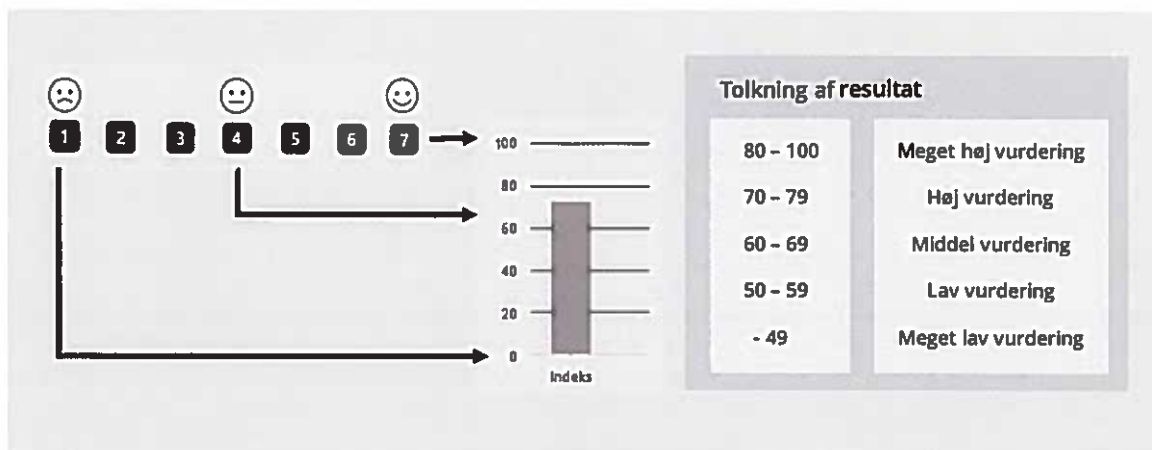 1 2 3 4 5 6 7
100
80
60
40
20
0
Indeks
Tolkning af resultat
80 – 100 Meget høj vurdering
70 – 79 Høj vurdering
60 – 69 Middel vurdering
50 – 59 Lav vurdering
- 49 Meget lav vurdering